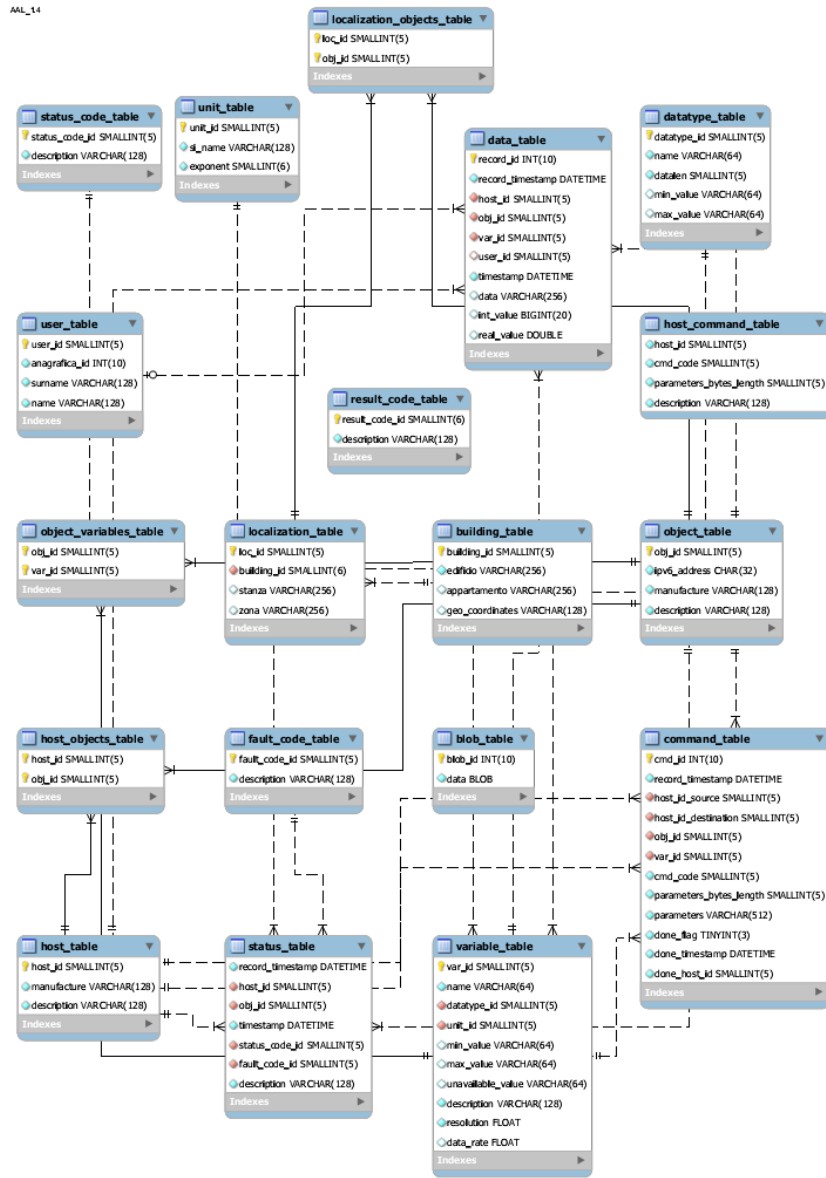 AAL_14
localization_objects_table
loc_id SMALLINT(5)
obj_id SMALLINT(5)
Indexes
status_code_table
status_code_id SMALLINT(5)
description VARCHAR(128)
Indexes
unit_table
unit_id SMALLINT(5)
si_name VARCHAR(128)
exponent SMALLINT(6)
Indexes
data_table
record_id INT(10)
record_timestamp DATETIME
host_id SMALLINT(5)
obj_id SMALLINT(5)
var_id SMALLINT(5)
user_id SMALLINT(5)
timestamp DATETIME
data VARCHAR(256)
int_value BIGINT(20)
real_value DOUBLE
Indexes
datatype_table
datatype_id SMALLINT(5)
name VARCHAR(64)
datalen SMALLINT(5)
min_value VARCHAR(64)
max_value VARCHAR(64)
Indexes
user_table
user_id SMALLINT(5)
anagrafica_id INT(10)
surname VARCHAR(128)
name VARCHAR(128)
Indexes
result_code_table
result_code_id SMALLINT(6)
description VARCHAR(128)
Indexes
host_command_table
host_id SMALLINT(5)
cmd_code SMALLINT(5)
parameters_bytes_length SMALLINT(5)
description VARCHAR(128)
Indexes
object_variables_table
obj_id SMALLINT(5)
var_id SMALLINT(5)
Indexes
localization_table
loc_id SMALLINT(5)
building_id SMALLINT(6)
stanza VARCHAR(256)
zona VARCHAR(256)
Indexes
building_table
building_id SMALLINT(5)
edificio VARCHAR(256)
appartamento VARCHAR(256)
geo_coordinates VARCHAR(128)
Indexes
object_table
obj_id SMALLINT(5)
ipv6_address CHAR(32)
manufacture VARCHAR(128)
description VARCHAR(128)
Indexes
host_objects_table
host_id SMALLINT(5)
obj_id SMALLINT(5)
Indexes
fault_code_table
fault_code_id SMALLINT(5)
description VARCHAR(128)
Indexes
blob_table
blob_id INT(10)
data BLOB
Indexes
command_table
cmd_id INT(10)
record_timestamp DATETIME
host_id_source SMALLINT(5)
host_id_destination SMALLINT(5)
obj_id SMALLINT(5)
var_id SMALLINT(5)
cmd_code SMALLINT(5)
parameters_bytes_length SMALLINT(5)
parameters VARCHAR(512)
done_flag TINYINT(3)
done_timestamp DATETIME
done_host_id SMALLINT(5)
Indexes
host_table
host_id SMALLINT(5)
manufacture VARCHAR(128)
description VARCHAR(128)
Indexes
status_table
record_timestamp DATETIME
host_id SMALLINT(5)
obj_id SMALLINT(5)
timestamp DATETIME
status_code_id SMALLINT(5)
fault_code_id SMALLINT(5)
description VARCHAR(128)
Indexes
variable_table
var_id SMALLINT(5)
name VARCHAR(64)
datatype_id SMALLINT(5)
unit_id SMALLINT(5)
min_value VARCHAR(64)
max_value VARCHAR(64)
unavailable_value VARCHAR(64)
description VARCHAR(128)
resolution FLOAT
data_rate FLOAT
Indexes